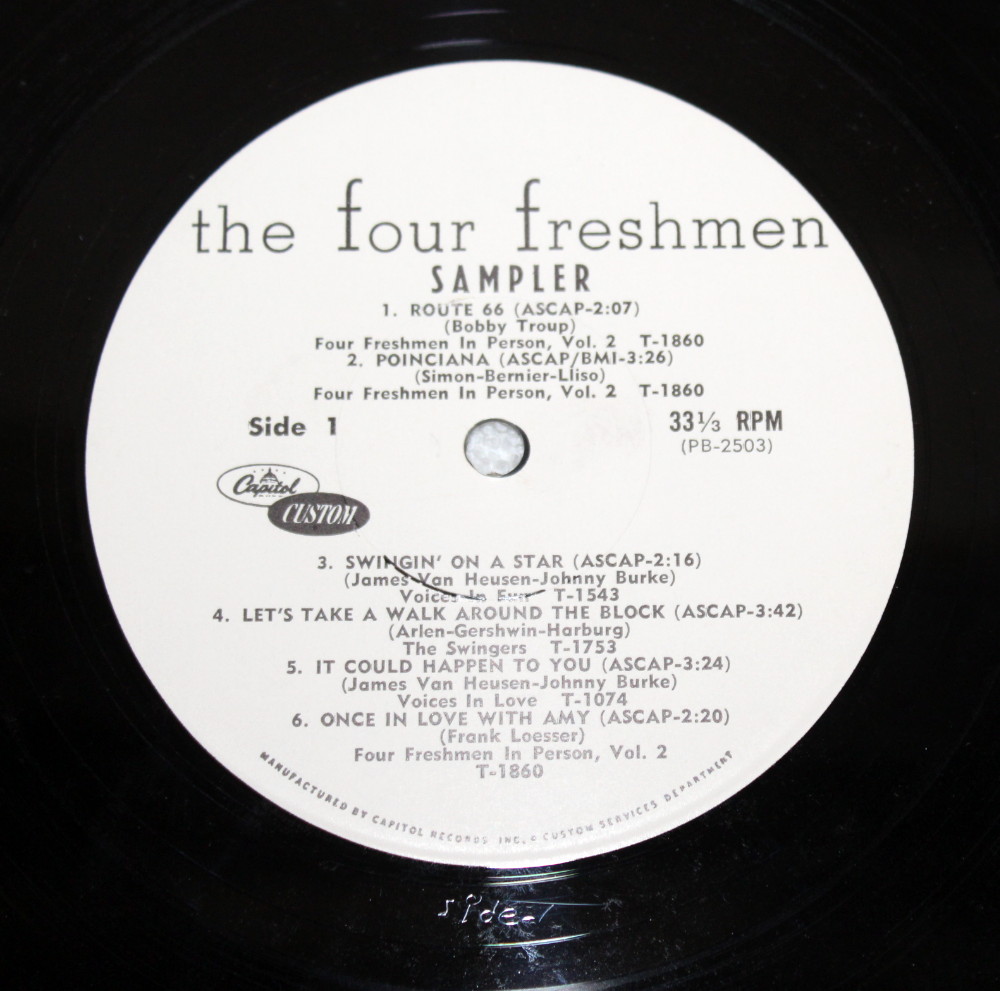 the four freshmen
SAMPLER
1. ROUTE 66 (ASCAP-2:07)
(Bobby Troup)
Four Freshmen In Person, Vol. 2 T-1860
2. POINCIANA (ASCAP/BMI-3:26)
(Simon-Bernier-Lliso)
Four Freshmen In Person, Vol. 2 T-1860
Side 1
33⅓ RPM
(PB-2503)
Capitol
CUSTOM
3. SWINGIN' ON A STAR (ASCAP-2:16)
(James Van Heusen-Johnny Burke)
Voices In Fun T-1543
4. LET'S TAKE A WALK AROUND THE BLOCK (ASCAP-3:42)
(Arlen-Gershwin-Harburg)
The Swingers T-1753
5. IT COULD HAPPEN TO YOU (ASCAP-3:24)
(James Van Heusen-Johnny Burke)
Voices In Love T-1074
6. ONCE IN LOVE WITH AMY (ASCAP-2:20)
(Frank Loesser)
Four Freshmen In Person, Vol. 2
T-1860
MANUFACTURED BY CAPITOL RECORDS INC. • CUSTOM SERVICES DEPARTMENT
side-1